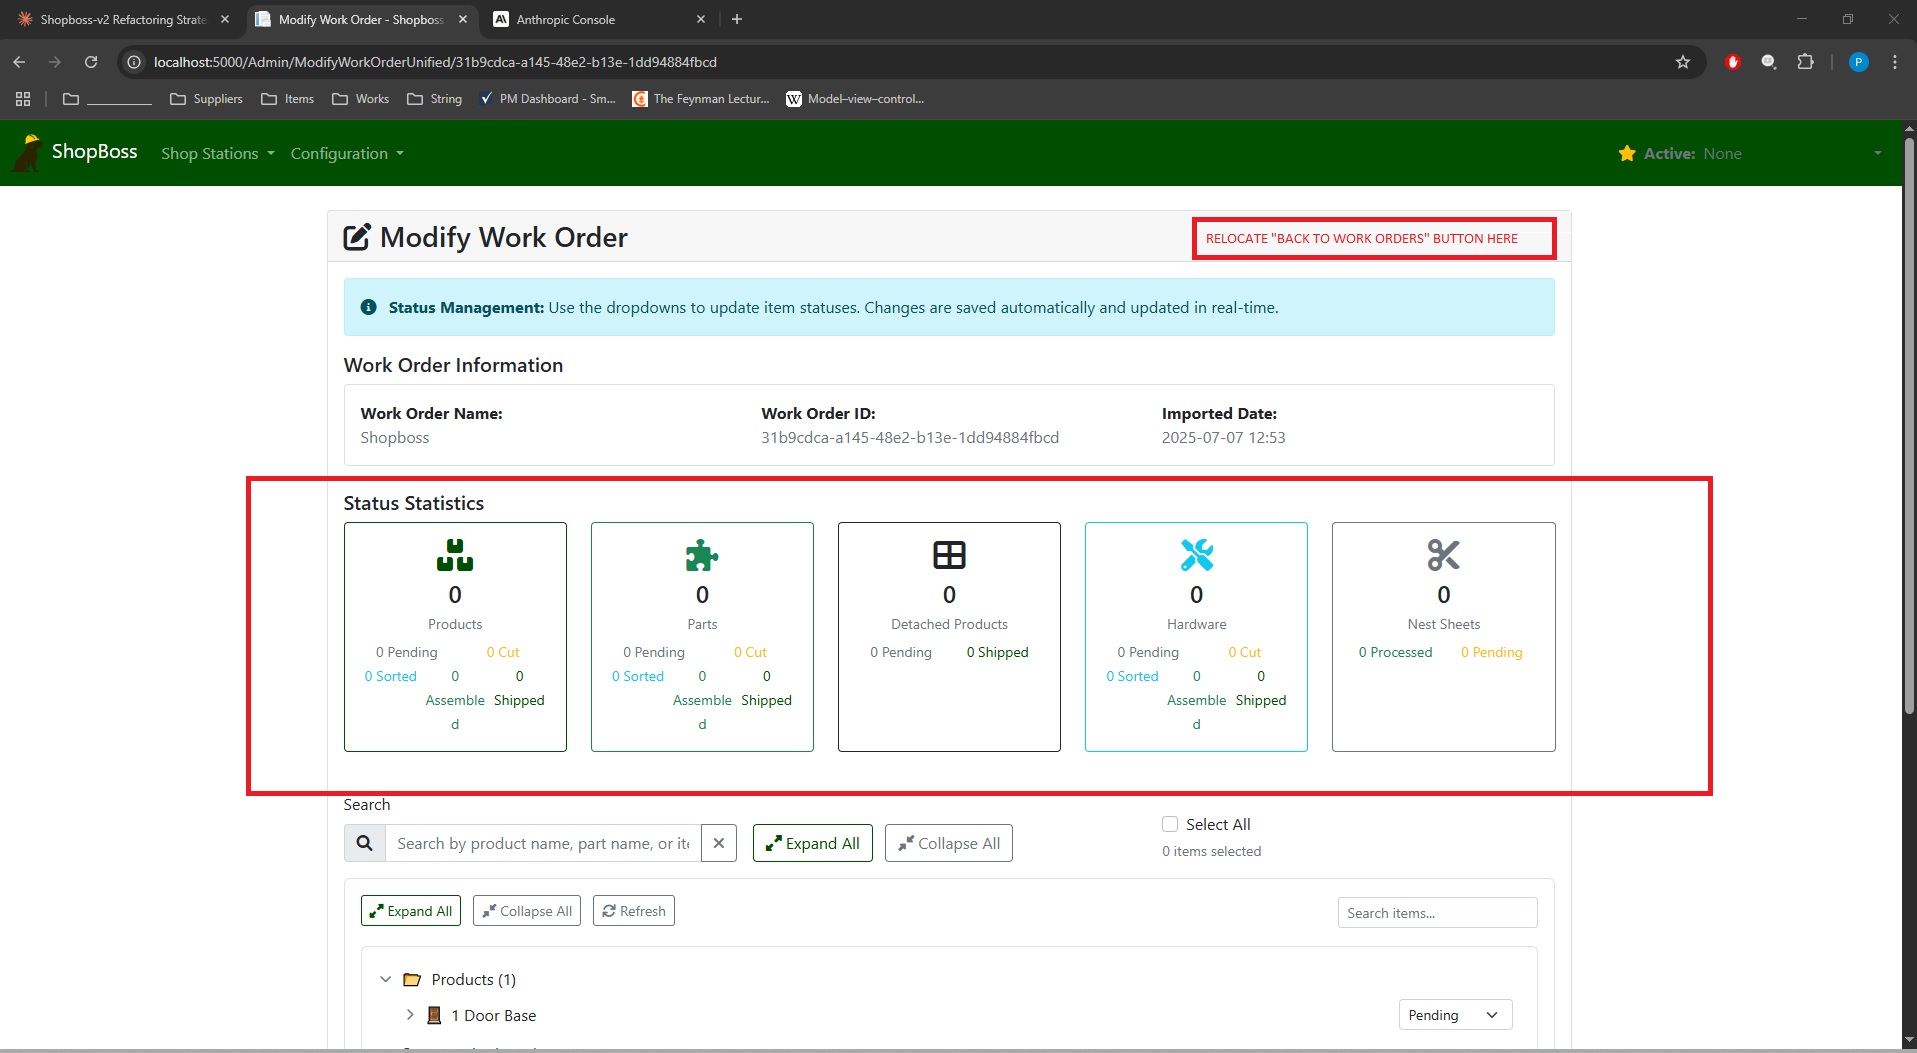 Shopboss-v2 Refactoring Strate
Modify Work Order - Shopboss
Anthropic Console
localhost:5000/Admin/ModifyWorkOrderUnified/31b9cdca-a145-48e2-b13e-1dd94884fbcd
P
Suppliers
Items
Works
String
PM Dashboard - Sm...
The Feynman Lectur...
Model–view–control...
ShopBoss
Shop Stations
Configuration
Active: None
Modify Work Order
RELOCATE "BACK TO WORK ORDERS" BUTTON HERE
Status Management: Use the dropdowns to update item statuses. Changes are saved automatically and updated in real-time.
Work Order Information
Work Order Name: Work Order ID: Imported Date:
Shopboss 31b9cdca-a145-48e2-b13e-1dd94884fbcd 2025-07-07 12:53
Status Statistics
0
Products
0 Pending 0 Cut
0 Sorted 0 0
Assemble Shipped
d
0
Parts
0 Pending 0 Cut
0 Sorted 0 0
Assemble Shipped
d
0
Detached Products
0 Pending 0 Shipped
0
Hardware
0 Pending 0 Cut
0 Sorted 0 0
Assemble Shipped
d
0
Nest Sheets
0 Processed 0 Pending
Search
Search by product name, part name, or ite
Expand All
Collapse All
Select All
0 items selected
Expand All
Collapse All
Refresh
Search items...
Products (1)
1 Door Base
Pending